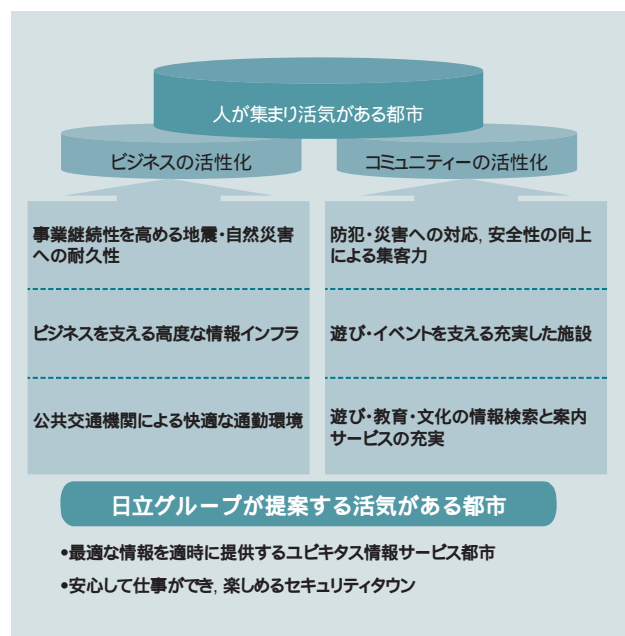 人が集まり活気がある都市
ビジネスの活性化
コミュニティーの活性化
事業継続性を高める地震・自然災害
への耐久性
ビジネスを支える高度な情報インフラ
公共交通機関による快適な通勤環境
防犯・災害への対応, 安全性の向上
による集客力
遊び・イベントを支える充実した施設
遊び・教育・文化の情報検索と案内
サービスの充実
日立グループが提案する活気がある都市
•最適な情報を適時に提供するユビキタス情報サービス都市
•安心して仕事ができ, 楽しめるセキュリティタウン